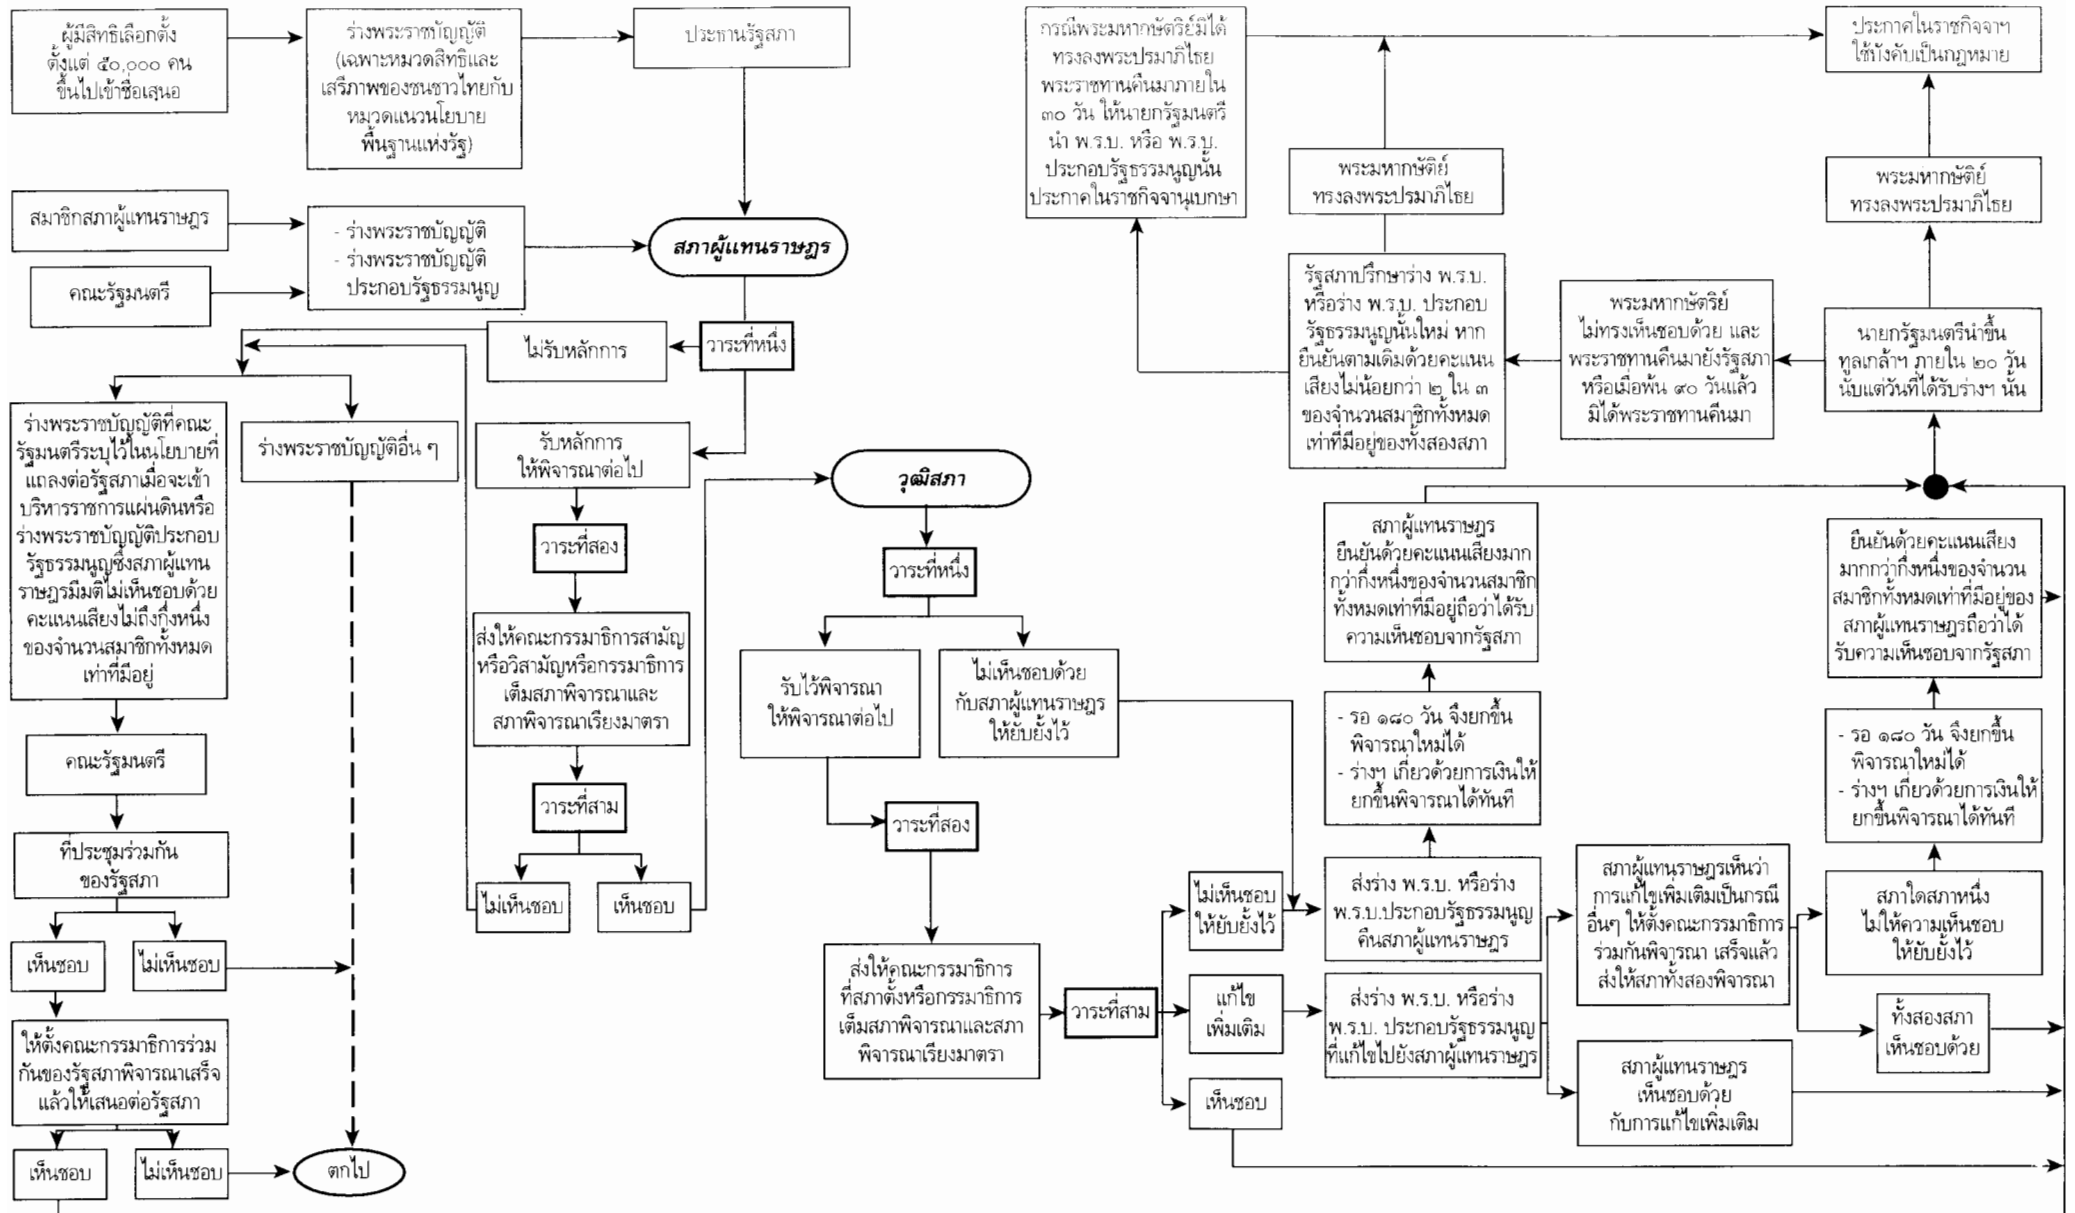 ผู้มีสิทธิเลือกตั้ง
ตั้งแต่ ๕๐,๐๐๐ คน
ขึ้นไปเข้าชื่อเสนอ
ร่างพระราชบัญญัติ
(เฉพาะหมวดสิทธิและ
เสรีภาพของชนชาวไทยกับ
หมวดแนวนโยบาย
พื้นฐานแห่งรัฐ)
ประธานรัฐสภา
สมาชิกสภาผู้แทนราษฎร
คณะรัฐมนตรี
- ร่างพระราชบัญญัติ
- ร่างพระราชบัญญัติ
ประกอบรัฐธรรมนูญ
สภาผู้แทนราษฎร
วาระที่หนึ่ง
ไม่รับหลักการ
ร่างพระราชบัญญัติที่คณะ
รัฐมนตรีระบุไว้ในนโยบายที่
แถลงต่อรัฐสภาเมื่อจะเข้า
บริหารราชการแผ่นดินหรือ
ร่างพระราชบัญญัติประกอบ
รัฐธรรมนูญซึ่งสภาผู้แทน
ราษฎรมีมติไม่เห็นชอบด้วย
คะแนนเสียงไม่ถึงกึ่งหนึ่ง
ของจำนวนสมาชิกทั้งหมด
เท่าที่มีอยู่
ร่างพระราชบัญญัติอื่น ๆ
คณะรัฐมนตรี
ที่ประชุมร่วมกัน
ของรัฐสภา
เห็นชอบ
ไม่เห็นชอบ
ให้ตั้งคณะกรรมาธิการร่วม
กันของรัฐสภาพิจารณาเสร็จ
แล้วให้เสนอต่อรัฐสภา
เห็นชอบ
ไม่เห็นชอบ
ตกไป
รับหลักการ
ให้พิจารณาต่อไป
วาระที่สอง
ส่งให้คณะกรรมาธิการสามัญ
หรือวิสามัญหรือกรรมาธิการ
เต็มสภาพิจารณาและ
สภาพิจารณาเรียงมาตรา
วาระที่สาม
ไม่เห็นชอบ
เห็นชอบ
วุฒิสภา
วาระที่หนึ่ง
รับไว้พิจารณา
ให้พิจารณาต่อไป
ไม่เห็นชอบด้วย
กับสภาผู้แทนราษฎร
ให้ยับยั้งไว้
วาระที่สอง
ส่งให้คณะกรรมาธิการ
ที่สภาตั้งหรือกรรมาธิการ
เต็มสภาพิจารณาและสภา
พิจารณาเรียงมาตรา
วาระที่สาม
ไม่เห็นชอบ
ให้ยับยั้งไว้
แก้ไข
เพิ่มเติม
เห็นชอบ
ส่งร่าง พ.ร.บ. หรือร่าง
พ.ร.บ.ประกอบรัฐธรรมนูญ
คืนสภาผู้แทนราษฎร
ส่งร่าง พ.ร.บ. หรือร่าง
พ.ร.บ. ประกอบรัฐธรรมนูญ
ที่แก้ไขไปยังสภาผู้แทนราษฎร
- รอ ๑๘๐ วัน จึงยกขึ้น
พิจารณาใหม่ได้
- ร่างฯ เกี่ยวด้วยการเงินให้
ยกขึ้นพิจารณาได้ทันที
สภาผู้แทนราษฎร
ยืนยันด้วยคะแนนเสียงมาก
กว่ากึ่งหนึ่งของจำนวนสมาชิก
ทั้งหมดเท่าที่มีอยู่ถือว่าได้รับ
ความเห็นชอบจากรัฐสภา
สภาผู้แทนราษฎรเห็นว่า
การแก้ไขเพิ่มเติมเป็นกรณี
อื่นๆ ให้ตั้งคณะกรรมาธิการ
ร่วมกันพิจารณา เสร็จแล้ว
ส่งให้สภาทั้งสองพิจารณา
สภาผู้แทนราษฎร
เห็นชอบด้วย
กับการแก้ไขเพิ่มเติม
สภาใดสภาหนึ่ง
ไม่ให้ความเห็นชอบ
ให้ยับยั้งไว้
ทั้งสองสภา
เห็นชอบด้วย
- รอ ๑๘๐ วัน จึงยกขึ้น
พิจารณาใหม่ได้
- ร่างฯ เกี่ยวด้วยการเงินให้
ยกขึ้นพิจารณาได้ทันที
ยืนยันด้วยคะแนนเสียง
มากกว่ากึ่งหนึ่งของจำนวน
สมาชิกทั้งหมดเท่าที่มีอยู่ของ
สภาผู้แทนราษฎรถือว่าได้
รับความเห็นชอบจากรัฐสภา
นายกรัฐมนตรีนำขึ้น
ทูลเกล้าฯ ภายใน ๒๐ วัน
นับแต่วันที่ได้รับร่างฯ นั้น
พระมหากษัติย์
ทรงลงพระปรมาภิไธย
ประกาศในราชกิจจาฯ
ใช้บังคับเป็นกฎหมาย
พระมหากษัตริย์
ไม่ทรงเห็นชอบด้วย และ
พระราชทานคืนมายังรัฐสภา
หรือเมื่อพ้น ๙๐ วันแล้ว
มิได้พระราชทานคืนมา
รัฐสภาปรึกษาร่าง พ.ร.บ.
หรือร่าง พ.ร.บ. ประกอบ
รัฐธรรมนูญนั้นใหม่ หาก
ยืนยันตามเดิมด้วยคะแนน
เสียงไม่น้อยกว่า ๒ ใน ๓
ของจำนวนสมาชิกทั้งหมด
เท่าที่มีอยู่ของทั้งสองสภา
พระมหากษัติย์
ทรงลงพระปรมาภิไธย
กรณีพระมหากษัตริย์มิได้
ทรงลงพระปรมาภิไธย
พระราชทานคืนมาภายใน
๓๐ วัน ให้นายกรัฐมนตรี
นำ พ.ร.บ. หรือ พ.ร.บ.
ประกอบรัฐธรรมนูญนั้น
ประกาศในราชกิจจานุเบกษา